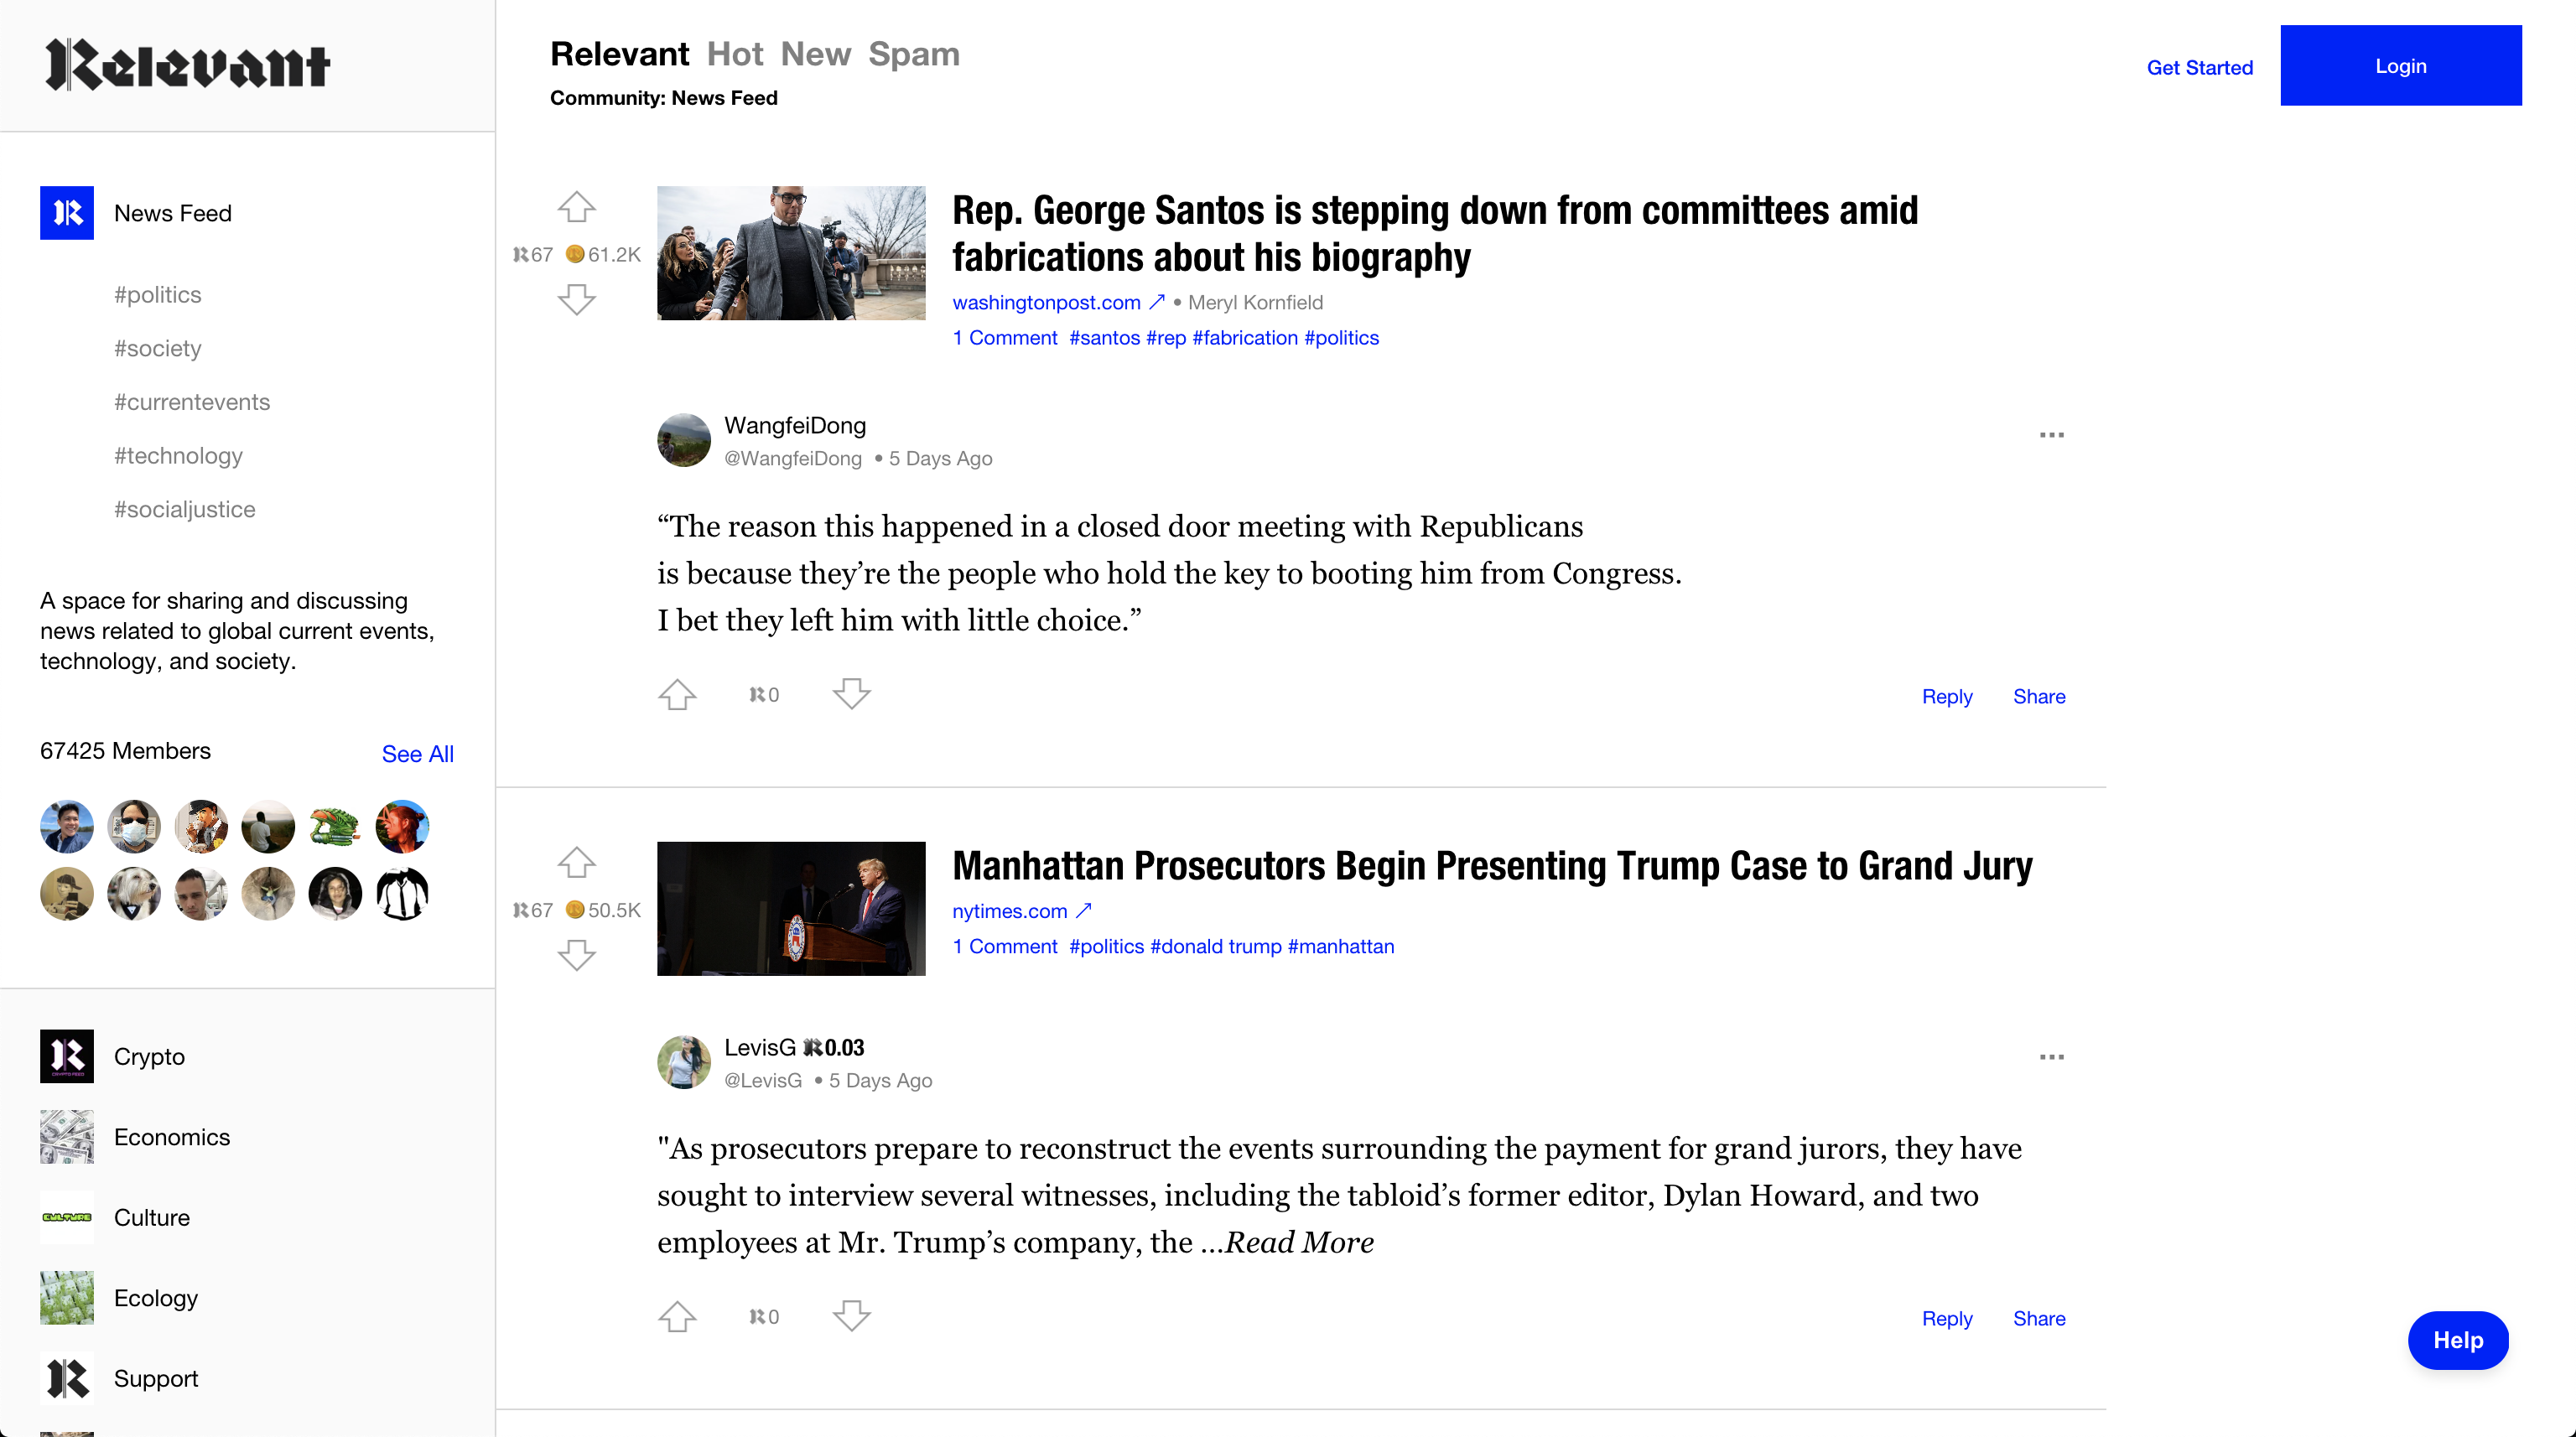 Relevant
News Feed
#politics
#society
#currentevents
#technology
#socialjustice
A space for sharing and discussing
news related to global current events,
technology, and society.
67425 Members
See All
Crypto
Economics
CULTURE
Culture
Ecology
Support
Relevant Hot New Spam
Community: News Feed
Get Started
Login
67 61.2K
Rep. George Santos is stepping down from committees amid
fabrications about his biography
washingtonpost.com ↗ • Meryl Kornfield
1 Comment #santos #rep #fabrication #politics
WangfeiDong
@WangfeiDong • 5 Days Ago
...
“The reason this happened in a closed door meeting with Republicans
is because they’re the people who hold the key to booting him from Congress.
I bet they left him with little choice.”
0
Reply Share
67 50.5K
Manhattan Prosecutors Begin Presenting Trump Case to Grand Jury
nytimes.com ↗
1 Comment #politics #donald trump #manhattan
LevisG 0.03
@LevisG • 5 Days Ago
...
"As prosecutors prepare to reconstruct the events surrounding the payment for grand jurors, they have
sought to interview several witnesses, including the tabloid’s former editor, Dylan Howard, and two
employees at Mr. Trump’s company, the ...Read More
0
Reply Share
Help